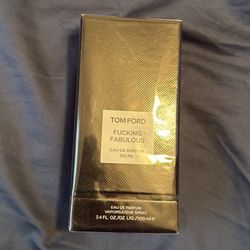 TOM FORD
FUCKING
FABULOUS
EAU DE PARFUM
100 ML
EAU DE PARFUM
VAPORISATEUR SPRAY
3.4 FL. OZ./OZ. LIQ./100 ml ℮